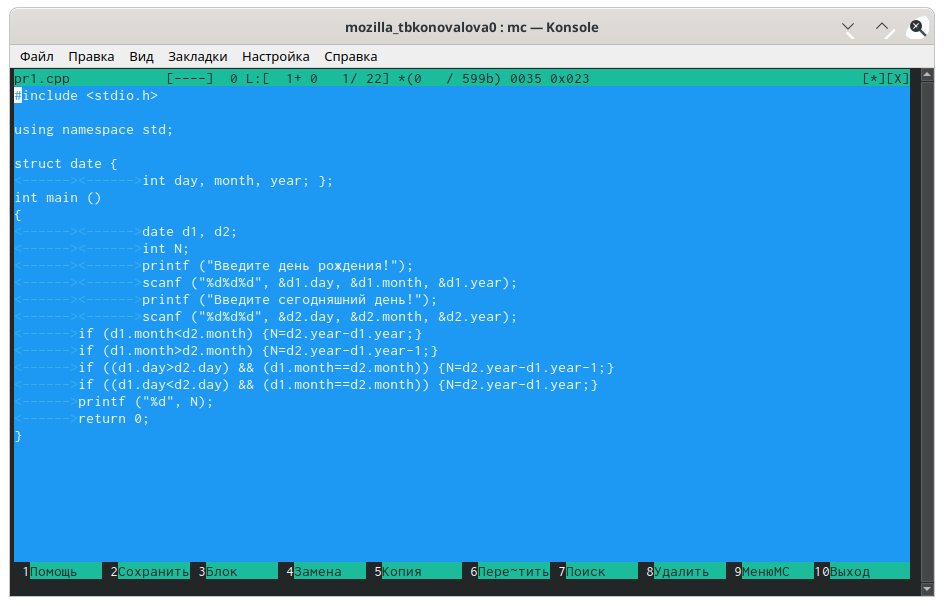 mozilla_tbkonovalova0 : mc — Konsole
Файл Правка Вид Закладки Настройка Справка
pr1.cpp [----] 0 L:[ 1+ 0 1/ 22] *(0 / 599b) 0035 0x023 [*][X]
#include <stdio.h>
using namespace std;
struct date {
<------><------>int day, month, year; };
int main ()
{
<------><------>date d1, d2;
<------><------>int N;
<------><------>printf ("Введите день рождения!");
<------><------>scanf ("%d%d%d", &d1.day, &d1.month, &d1.year);
<------><------>printf ("Введите сегодняшний день!");
<------><------>scanf ("%d%d%d", &d2.day, &d2.month, &d2.year);
<------>if (d1.month<d2.month) {N=d2.year-d1.year;}
<------>if (d1.month>d2.month) {N=d2.year-d1.year-1;}
<------>if ((d1.day>d2.day) && (d1.month==d2.month)) {N=d2.year-d1.year-1;}
<------>if ((d1.day<d2.day) && (d1.month==d2.month)) {N=d2.year-d1.year;}
<------>printf ("%d", N);
<------>return 0;
}
1Помощь 2Сохранить 3Блок 4Замена 5Копия 6Пере~тить 7Поиск 8Удалить 9МенюMC 10Выход